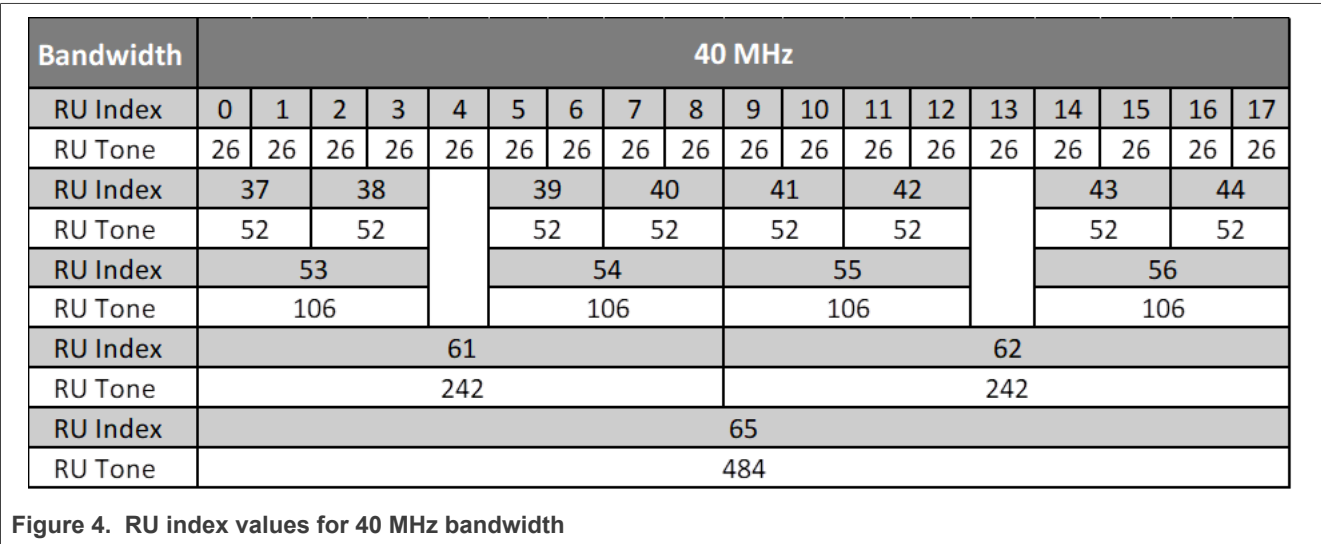 Bandwidth 40 MHz
RU Index 0 1 2 3 4 5 6 7 8 9 10 11 12 13 14 15 16 17
RU Tone 26 26 26 26 26 26 26 26 26 26 26 26 26 26 26 26 26 26
RU Index 37 38 39 40 41 42 43 44
RU Tone 52 52 52 52 52 52 52 52
RU Index 53 54 55 56
RU Tone 106 106 106 106
RU Index 61 62
RU Tone 242 242
RU Index 65
RU Tone 484
Figure 4. RU index values for 40 MHz bandwidth